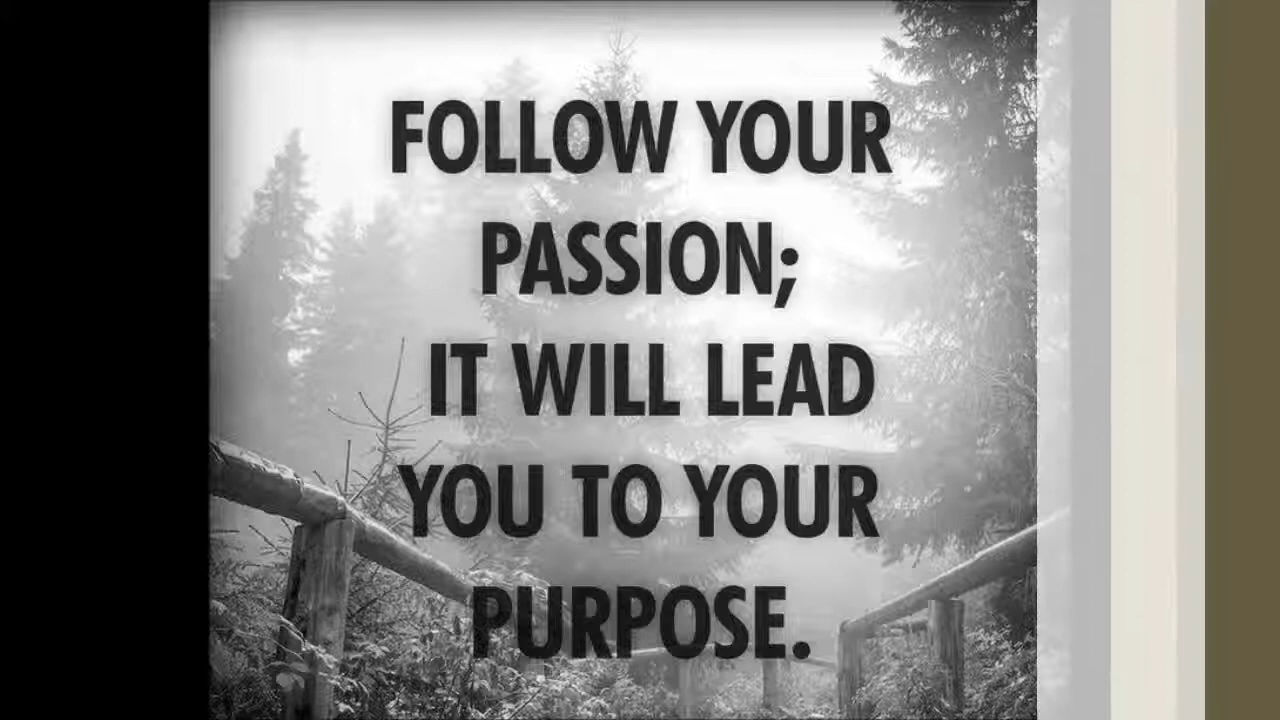 FOLLOW YOUR
PASSION;
IT WILL LEAD
YOU TO YOUR
PURPOSE.